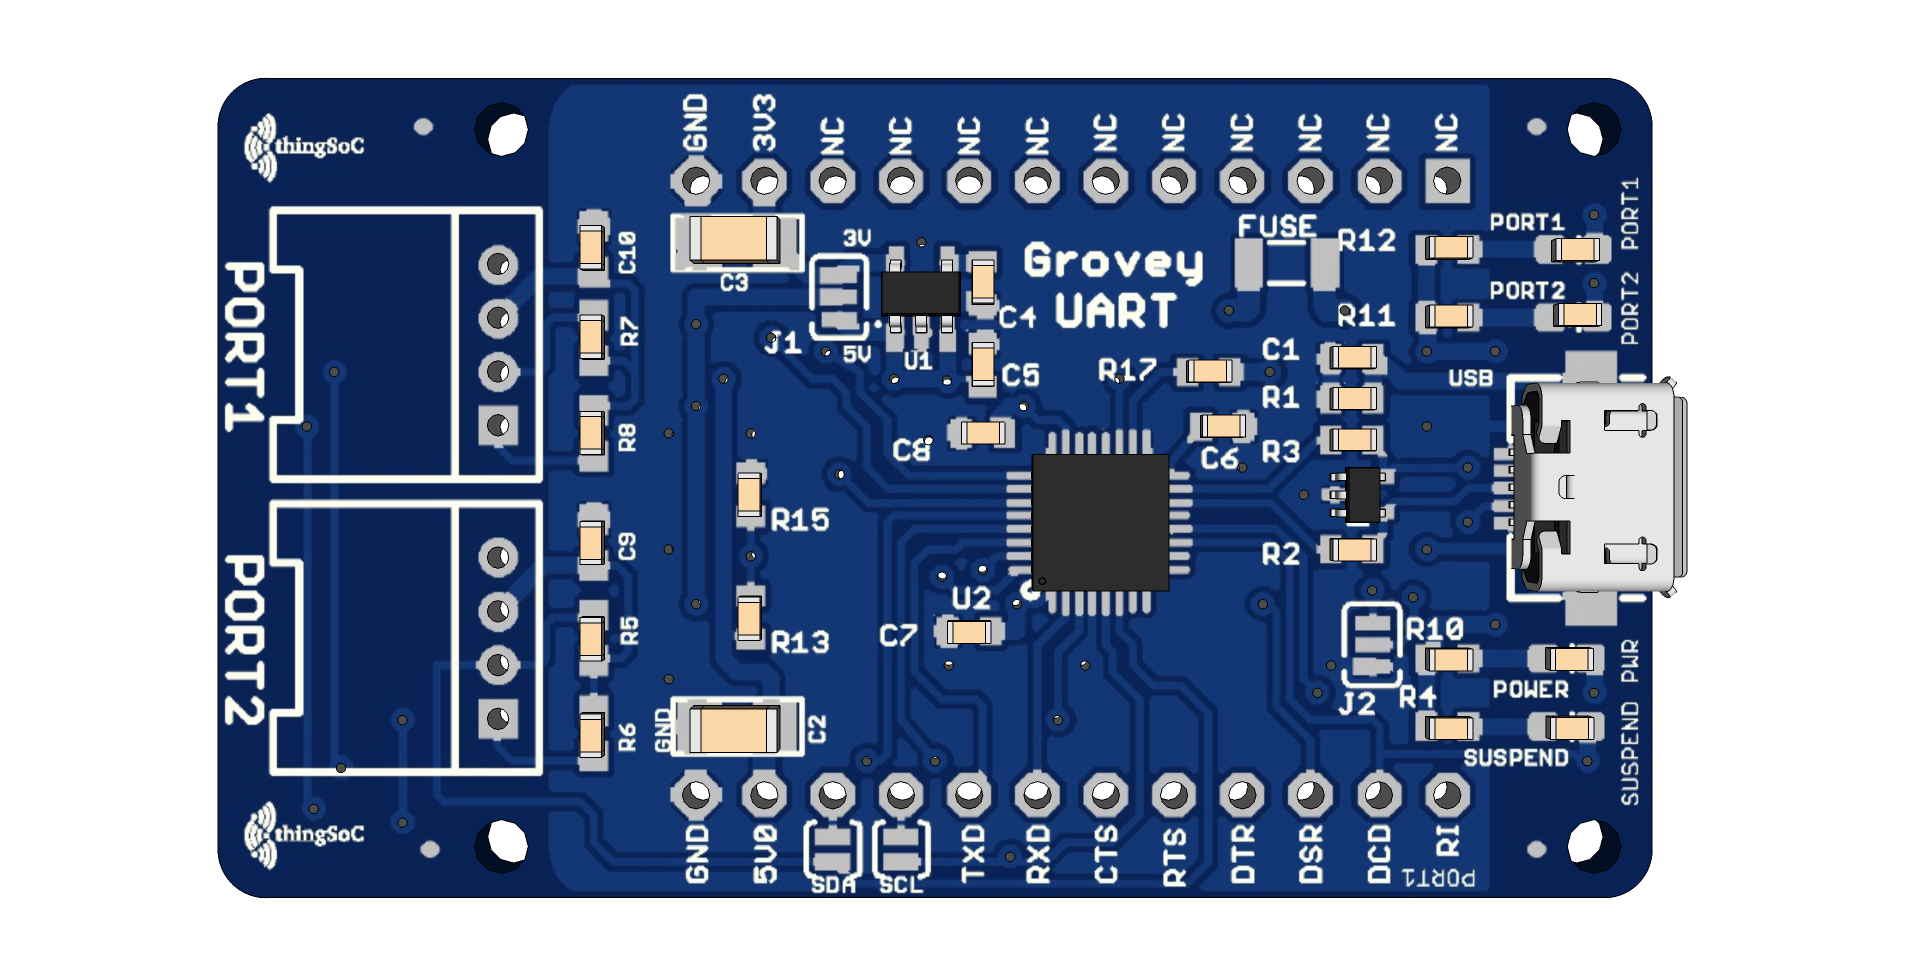 thingSoC
GND
3V3
NC
NC
NC
NC
NC
NC
NC
NC
NC
NC
PORT1
C10
R7
R8
C3
3V
J1
5V
U1
C4
C5
Grovey
UART
FUSE
R12
R11
PORT1
PORT2
PORT1
PORT2
R17
C1
R1
R3
C6
C8
USB
PORT2
C9
R5
R6
R15
R13
U2
C7
R2
R10
J2
R4
POWER
SUSPEND
PWR
SUSPEND
GND
C2
thingSoC
GND
5V0
SDA
SCL
TXD
RXD
CTS
RTS
DTR
DSR
DCD
RI
PORT1